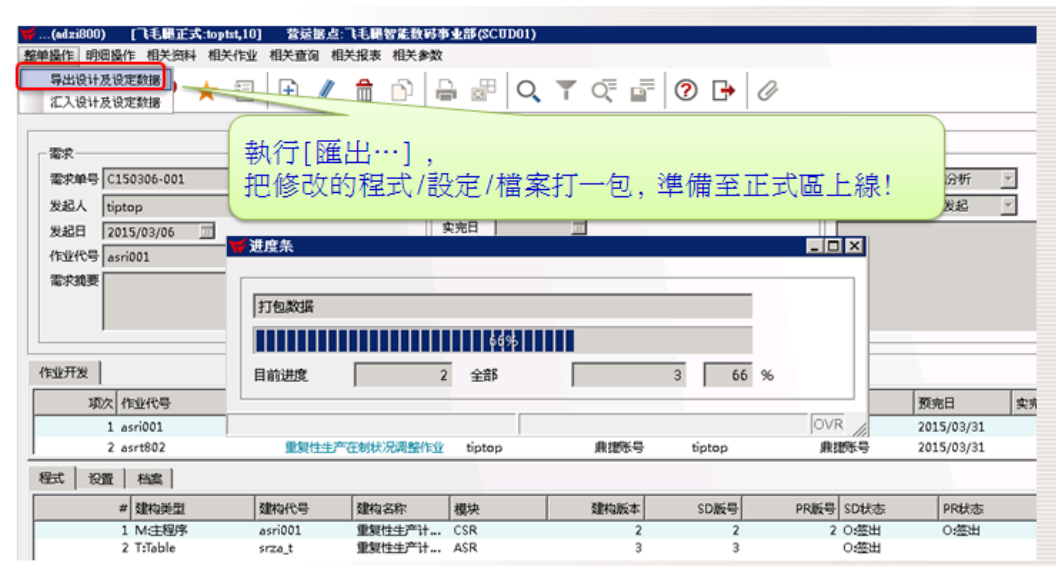 ...(adzi800) [飞毛腿正式:toptst,10] 营运据点:飞毛腿智能数码事业部(SCUD01)
整单操作 明细操作 相关资料 相关作业 相关查询 相关报表 相关参数
导出设计及设定数据
汇入设计及设定数据
執行[匯出…] ,
把修改的程式/設定/檔案打一包, 準備至正式區上線!
需求
需求单号 C150306-001
分析
发起人 tiptop
发起
发起日 2015/03/06 实完日
作业代号 asri001
需求摘要
进度条
打包数据
66%
目前进度 2 全部 3 66 %
OVR
作业开发
项次 作业代号 预完日
1 asri001 2015/03/31
2 asrt802 重复性生产在制状况调整作业 tiptop 鼎捷账号 tiptop 鼎捷账号 2015/03/31
程式 设置 档案
# 建构类型 建构代号 建构名称 模块 建构版本 SD版号 PR版号 SD状态 PR状态
1 M:主程序 asri001 重复性生产计... CSR 2 2 2 O:签出 O:签出
2 T:Table srza_t 重复性生产计... ASR 3 3 O:签出